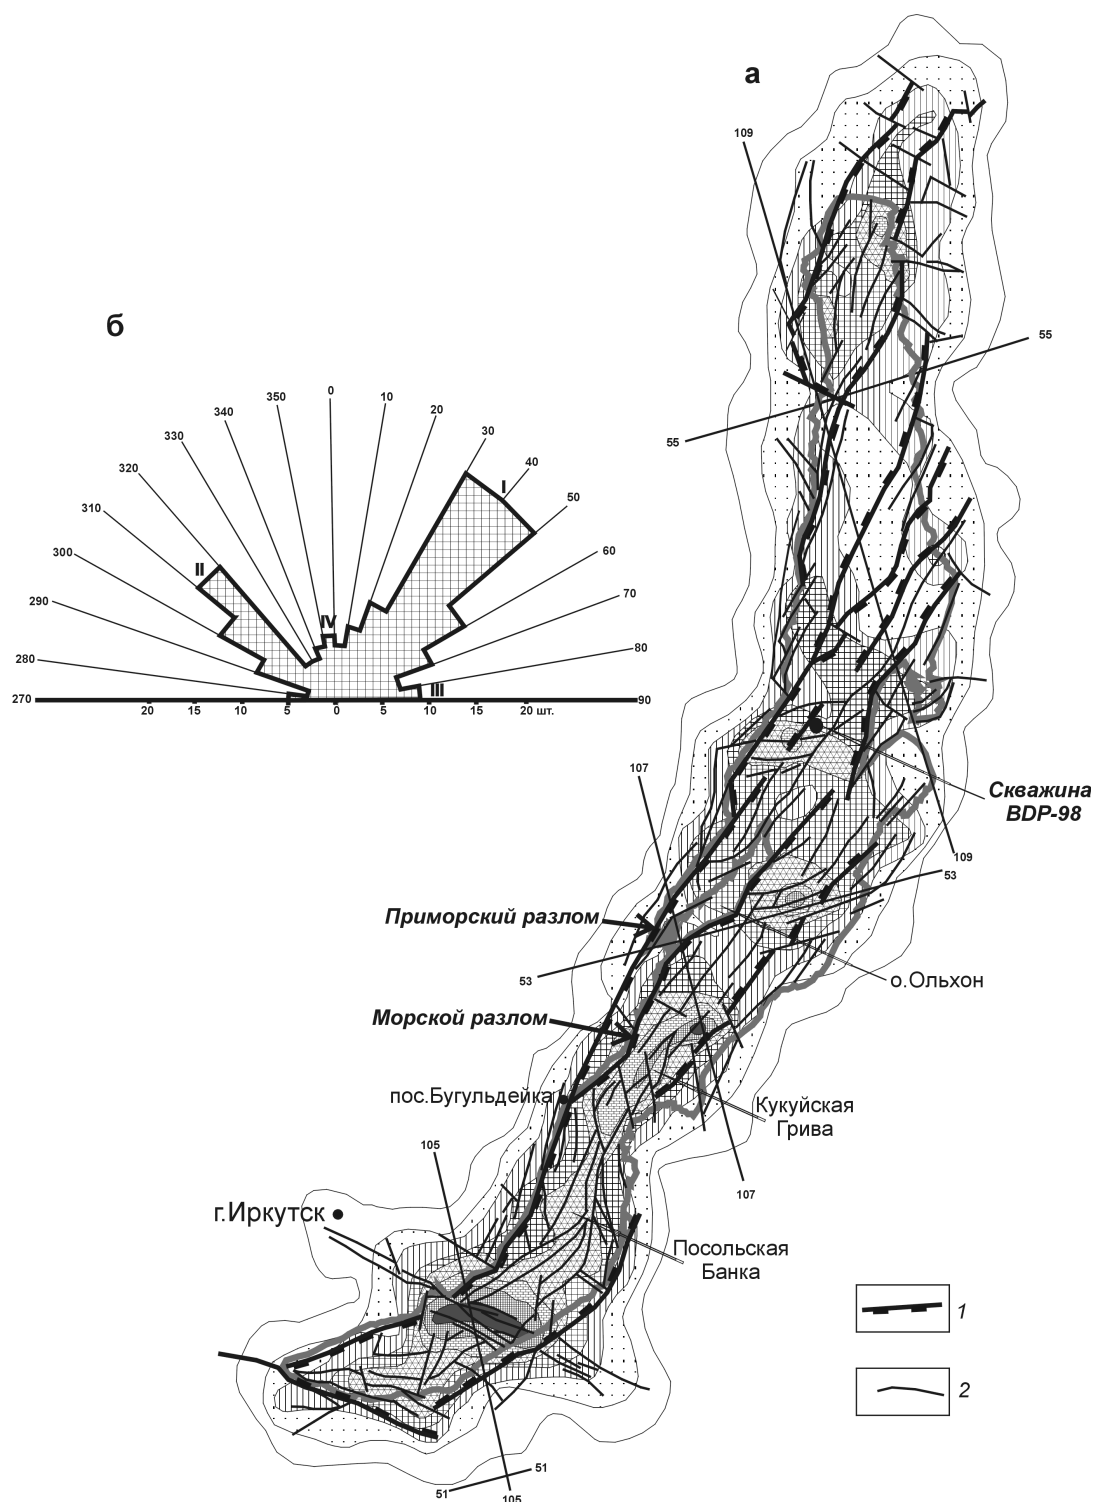 а
109
55
55
б
0
350
10
340
20
330
30
320
40
I
310
50
II
300
60
290
70
IV
280
80
III
270
90
20
15
10
5
0
5
10
15
20 шт.
107
Скважина
BDP-98
109
53
Приморский разлом
53
о.Ольхон
Морской разлом
пос.Бугульдейка
Кукуйская
Грива
105
107
г.Иркутск
Посольская
Банка
1
2
51
51
105